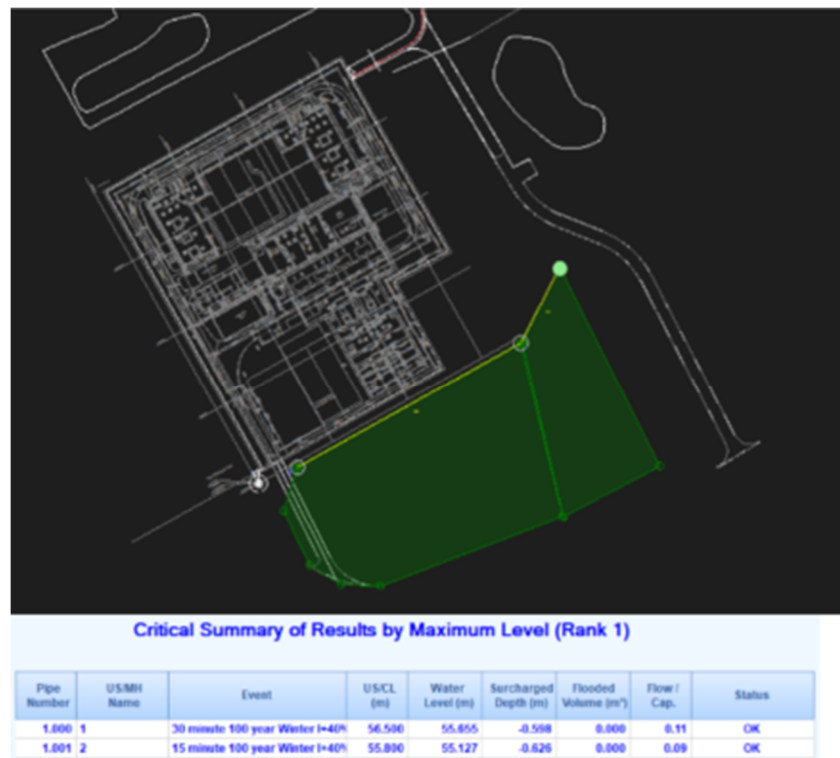 Critical Summary of Results by Maximum Level (Rank 1)
Pipe Number US/MH Name Event US/CL (m) Water Level (m) Surcharged Depth (m) Flooded Volume (m³) Flow / Cap. Status
1.000 1 30 minute 100 year Winter I+40% 56.500 55.655 -0.598 0.000 0.11 OK
1.001 2 15 minute 100 year Winter I+40% 55.800 55.127 -0.626 0.000 0.09 OK